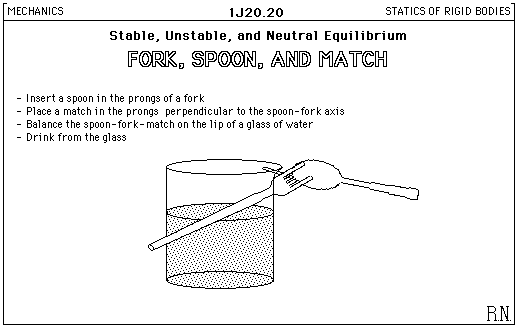 MECHANICS
1J20.20
STATICS OF RIGID BODIES
Stable, Unstable, and Neutral Equilibrium
FORK, SPOON, AND MATCH
- Insert a spoon in the prongs of a fork
- Place a match in the prongs perpendicular to the spoon-fork axis
- Balance the spoon-fork-match on the lip of a glass of water
- Drink from the glass
R.N.